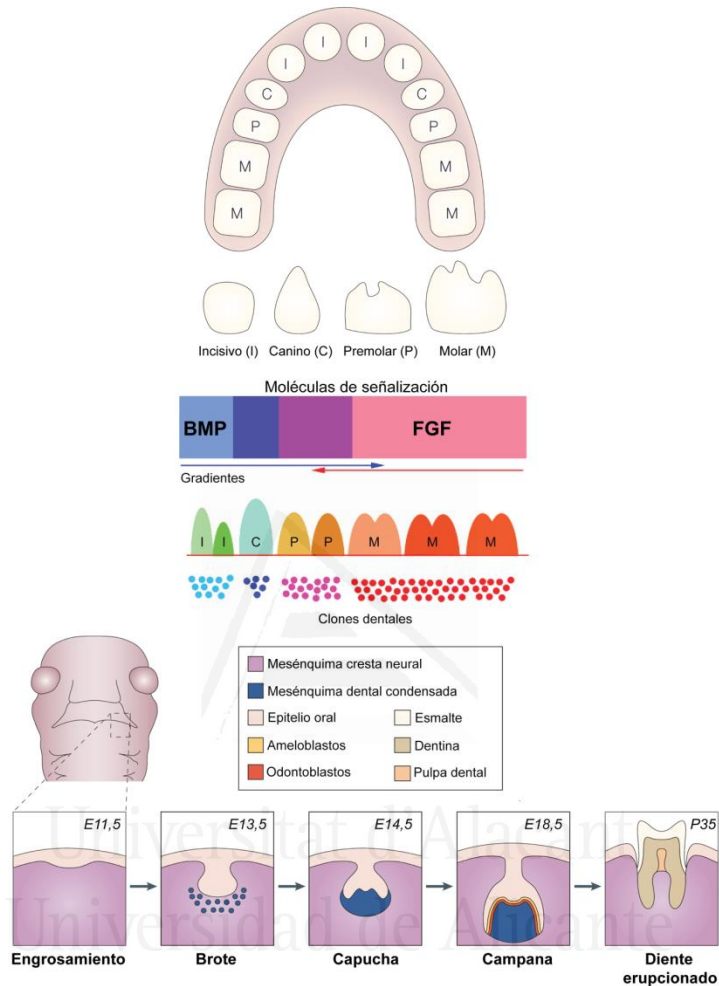 I I I I
I I
C C
P P
M M
M M
Incisivo (I) Canino (C) Premolar (P) Molar (M)
Moléculas de señalización
BMP FGF
Gradientes
I I C P P M M M
Clones dentales
Mesénquima cresta neural
Mesénquima dental condensada
Epitelio oral Esmalte
Ameloblastos Dentina
Odontoblastos Pulpa dental
E11,5 E13,5 E14,5 E18,5 P35
Universitat d'Alacant
Universidad de Alicante
Engrosamiento Brote Capucha Campana Diente
erupcionado